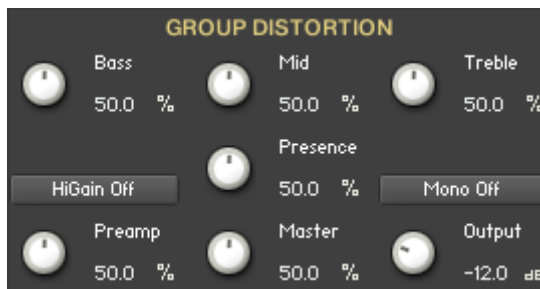 GROUP DISTORTION
Bass Mid Treble
50.0 % 50.0 % 50.0 %
Presence
50.0 %
HiGain Off Mono Off
Preamp Master Output
50.0 % 50.0 % -12.0 dB